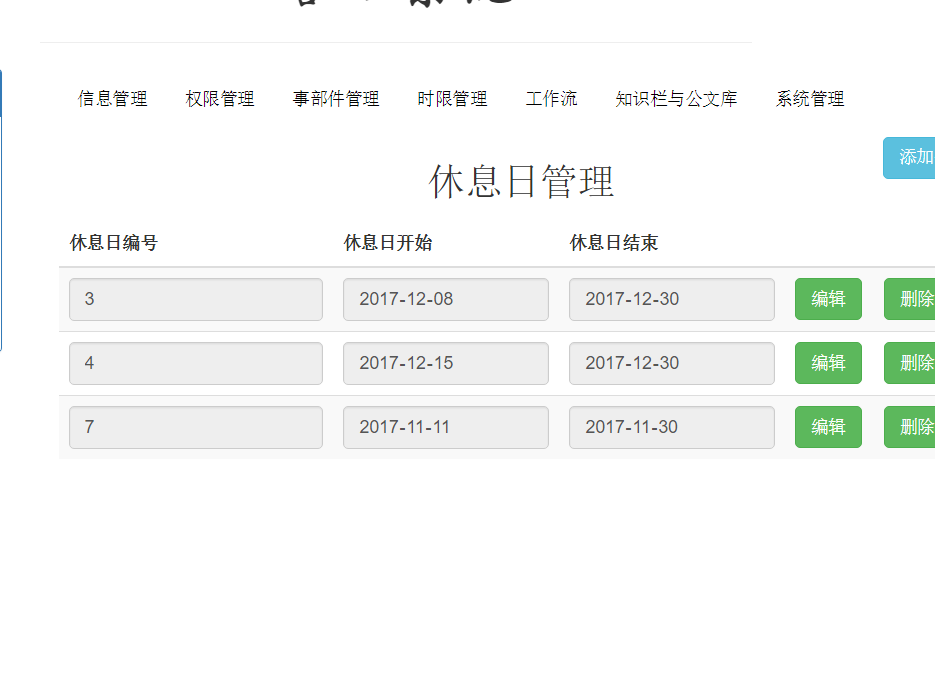 信息管理 权限管理 事部件管理 时限管理 工作流 知识栏与公文库 系统管理
添加
休息日管理
休息日编号 休息日开始 休息日结束
3 2017-12-08 2017-12-30 编辑 删除
4 2017-12-15 2017-12-30 编辑 删除
7 2017-11-11 2017-11-30 编辑 删除